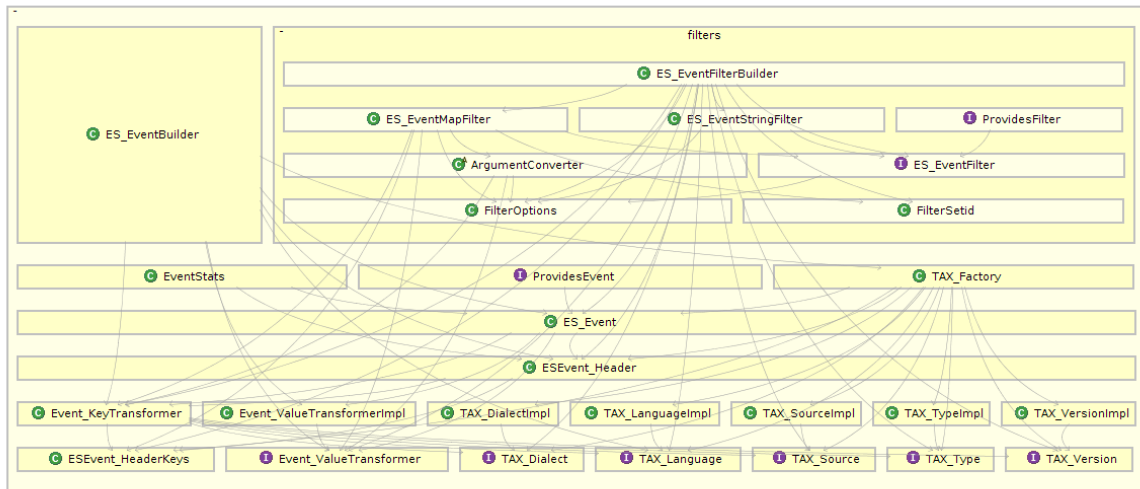 -
-
filters
C ES_EventFilterBuilder
C ES_EventMapFilter
C ES_EventStringFilter
I ProvidesFilter
C ES_EventBuilder
C A ArgumentConverter
I ES_EventFilter
C FilterOptions
C FilterSetid
C EventStats
I ProvidesEvent
C TAX_Factory
C ES_Event
C ESEvent_Header
C Event_KeyTransformer
C Event_ValueTransformerImpl
C TAX_DialectImpl
C TAX_LanguageImpl
C TAX_SourceImpl
C TAX_TypeImpl
C TAX_VersionImpl
C ESEvent_HeaderKeys
I Event_ValueTransformer
I TAX_Dialect
I TAX_Language
I TAX_Source
I TAX_Type
I TAX_Version